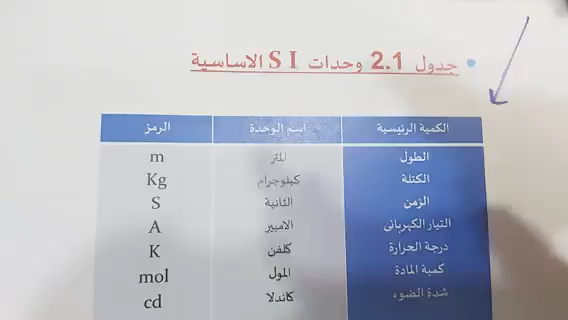 • جدول 2.1 وحدات S I الاساسية
الكمية الرئيسية اسم الوحدة الرمز
الطول المتر m
الكتلة كيلوجرام Kg
الزمن الثانية S
التيار الكهربائى الامبير A
درجة الحرارة كلفن K
كمية المادة المول mol
شدة الضوء كاندلا cd